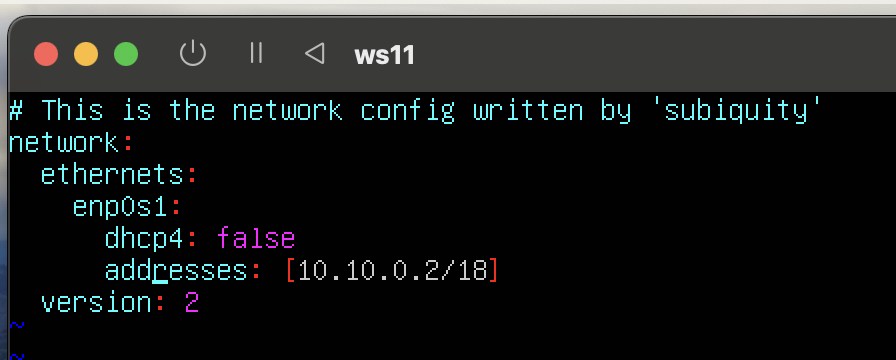 ws11
# This is the network config written by 'subiquity'
network:
  ethernets:
    enp0s1:
      dhcp4: false
      addresses: [10.10.0.2/18]
  version: 2
~
~